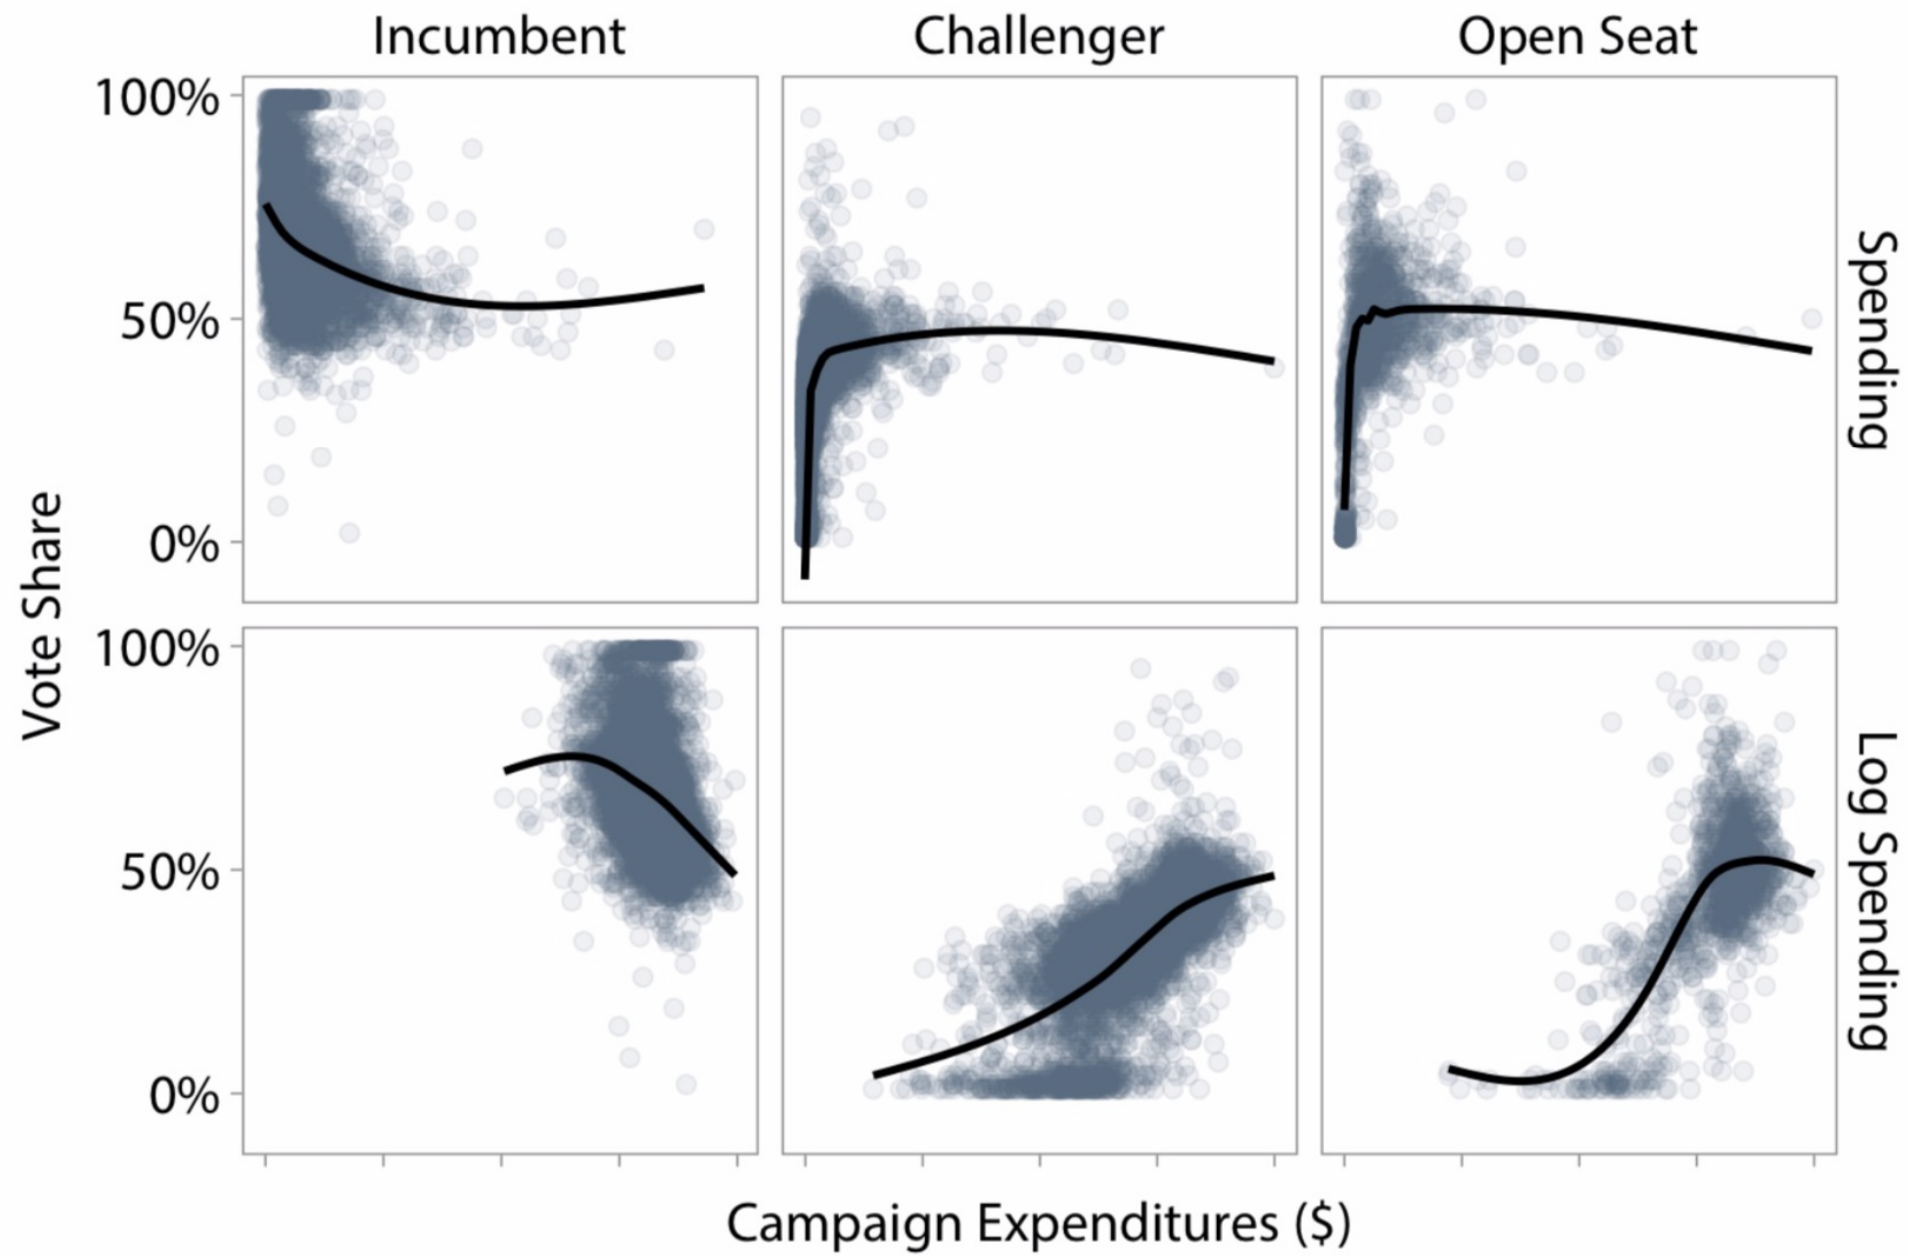 Incumbent
Challenger
Open Seat
100%
50%
0%
Spending
Vote Share
100%
50%
0%
Log Spending
Campaign Expenditures ($)